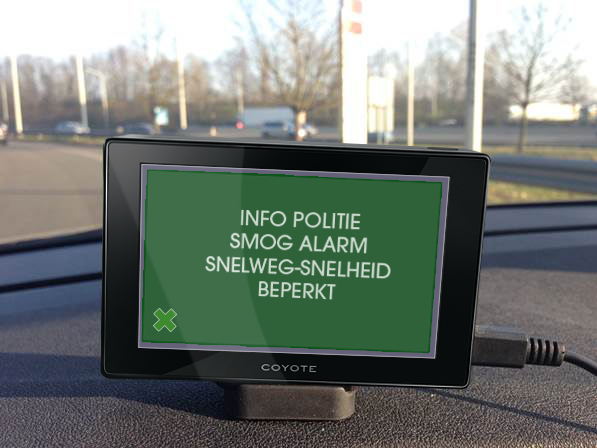 INFO POLITIE
SMOG ALARM
SNELWEG-SNELHEID
BEPERKT
COYOTE